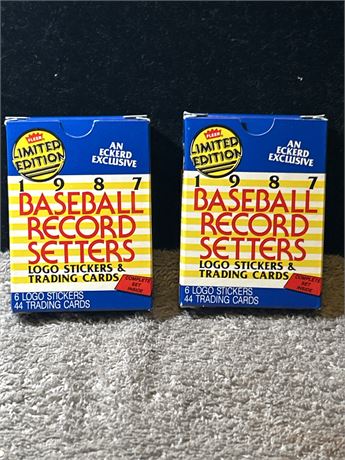 FLEER
LIMITED
EDITION
AN
ECKERD
EXCLUSIVE
1987
BASEBALL
RECORD
SETTERS
LOGO STICKERS &
TRADING CARDS
COMPLETE
SET
INSIDE
6 LOGO STICKERS
44 TRADING CARDS
FLEER
LIMITED
EDITION
AN
ECKERD
EXCLUSIVE
1987
BASEBALL
RECORD
SETTERS
LOGO STICKERS &
TRADING CARDS
COMPLETE
SET
INSIDE
6 LOGO STICKERS
44 TRADING CARDS